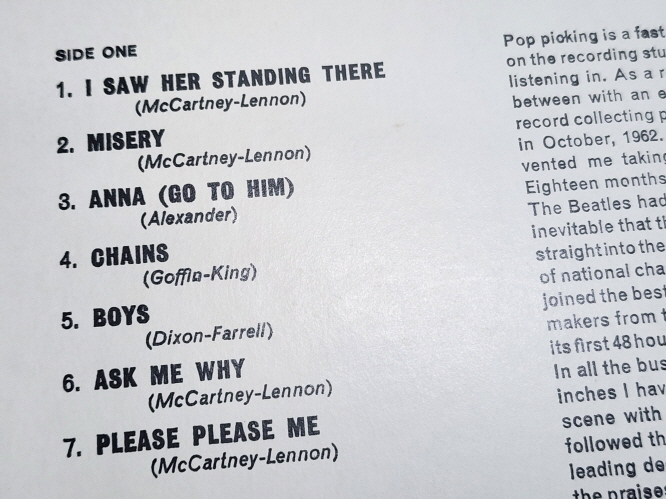 SIDE ONE
1. I SAW HER STANDING THERE
(McCartney-Lennon)
2. MISERY
(McCartney-Lennon)
3. ANNA (GO TO HIM)
(Alexander)
4. CHAINS
(Goffin-King)
5. BOYS
(Dixon-Farrell)
6. ASK ME WHY
(McCartney-Lennon)
7. PLEASE PLEASE ME
(McCartney-Lennon)
Pop picking is a fast
on the recording stu
listening in. As a r
between with an e
record collecting p
in October, 1962.
vented me taking
Eighteen months
The Beatles had
inevitable that th
straight into the
of national cha
joined the best
makers from t
its first 48 hou
In all the bus
inches I hav
scene with
followed th
leading de
the praises